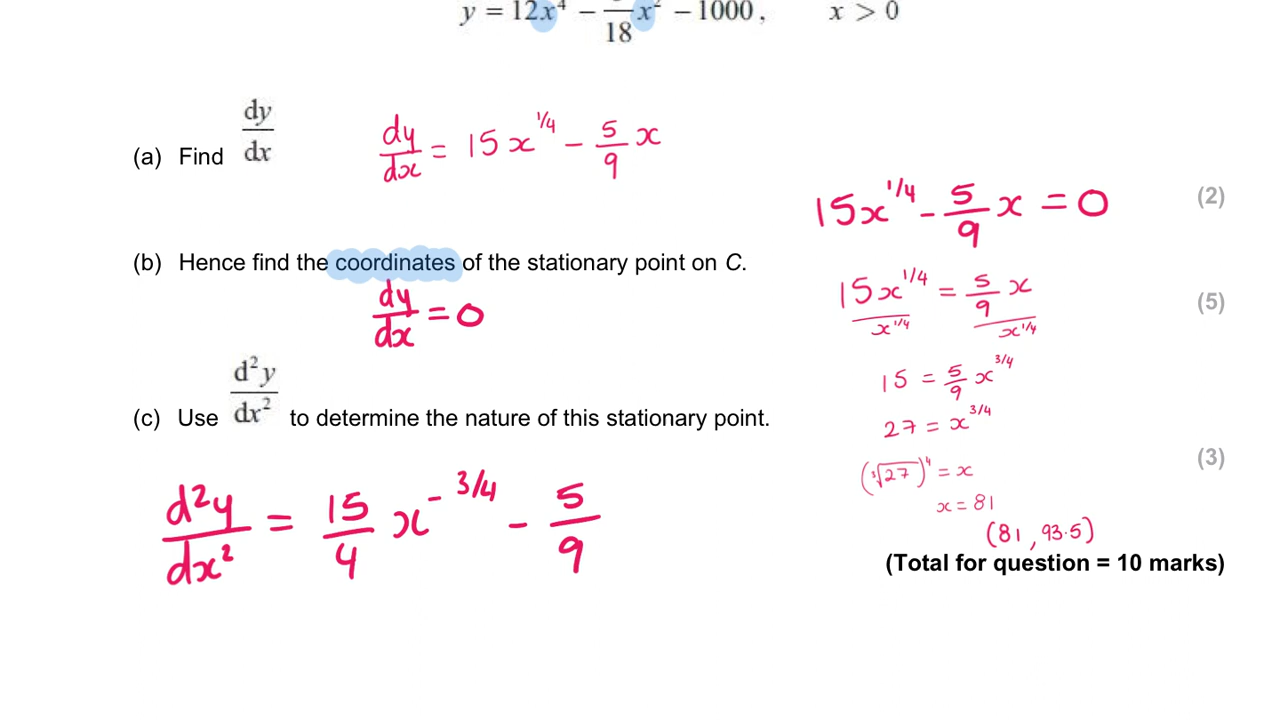 y = 12x⁴ − /18 x² − 1000, x > 0
(a) Find dy/dx dy/dx = 15x^1/4 − 5/9 x
15x^1/4 − 5/9 x = 0 (2)
(b) Hence find the coordinates of the stationary point on C.
dy/dx = 0
15x^1/4 / x^1/4 = 5/9 x / x^1/4 (5)
15 = 5/9 x^3/4
(c) Use d²y/dx² to determine the nature of this stationary point.
27 = x^3/4
(∛27)⁴ = x (3)
x = 81
d²y/dx² = 15/4 x^−3/4 − 5/9
(81, 93.5)
(Total for question = 10 marks)